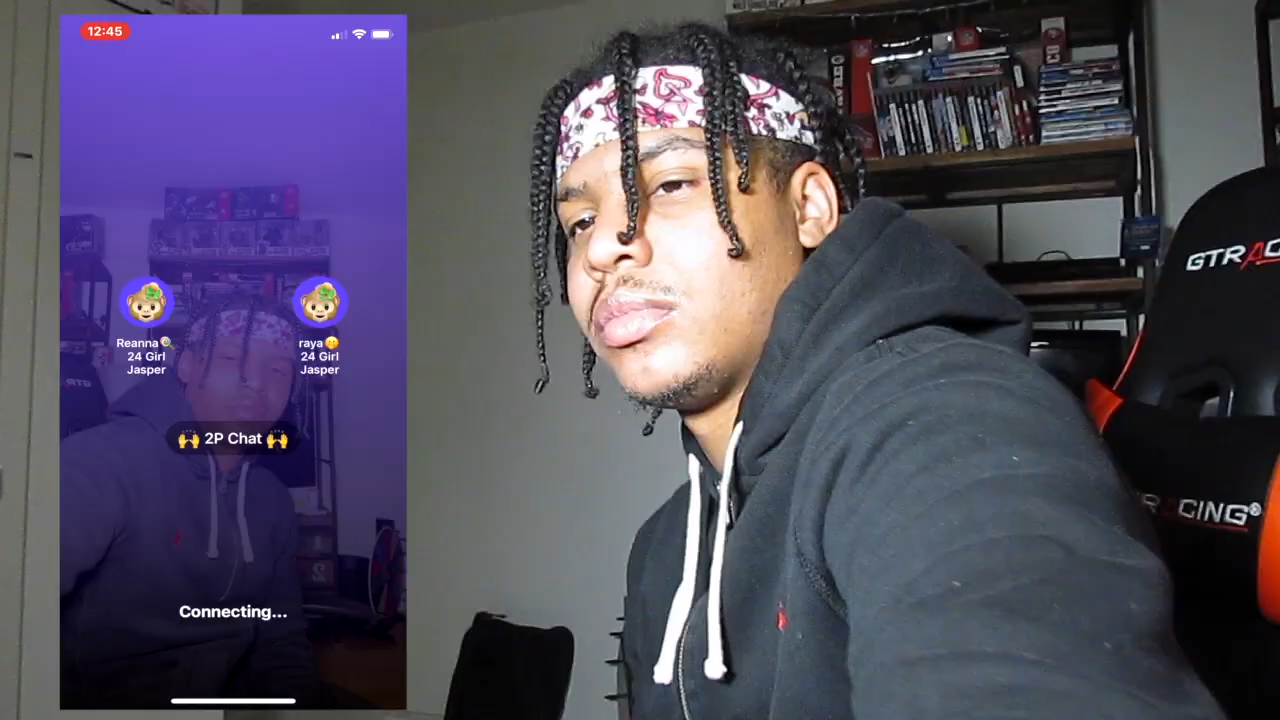 12:45
Reanna🍭
24 Girl
Jasper
raya🤭
24 Girl
Jasper
🙌 2P Chat 🙌
Connecting...
GTRAC
RACING®